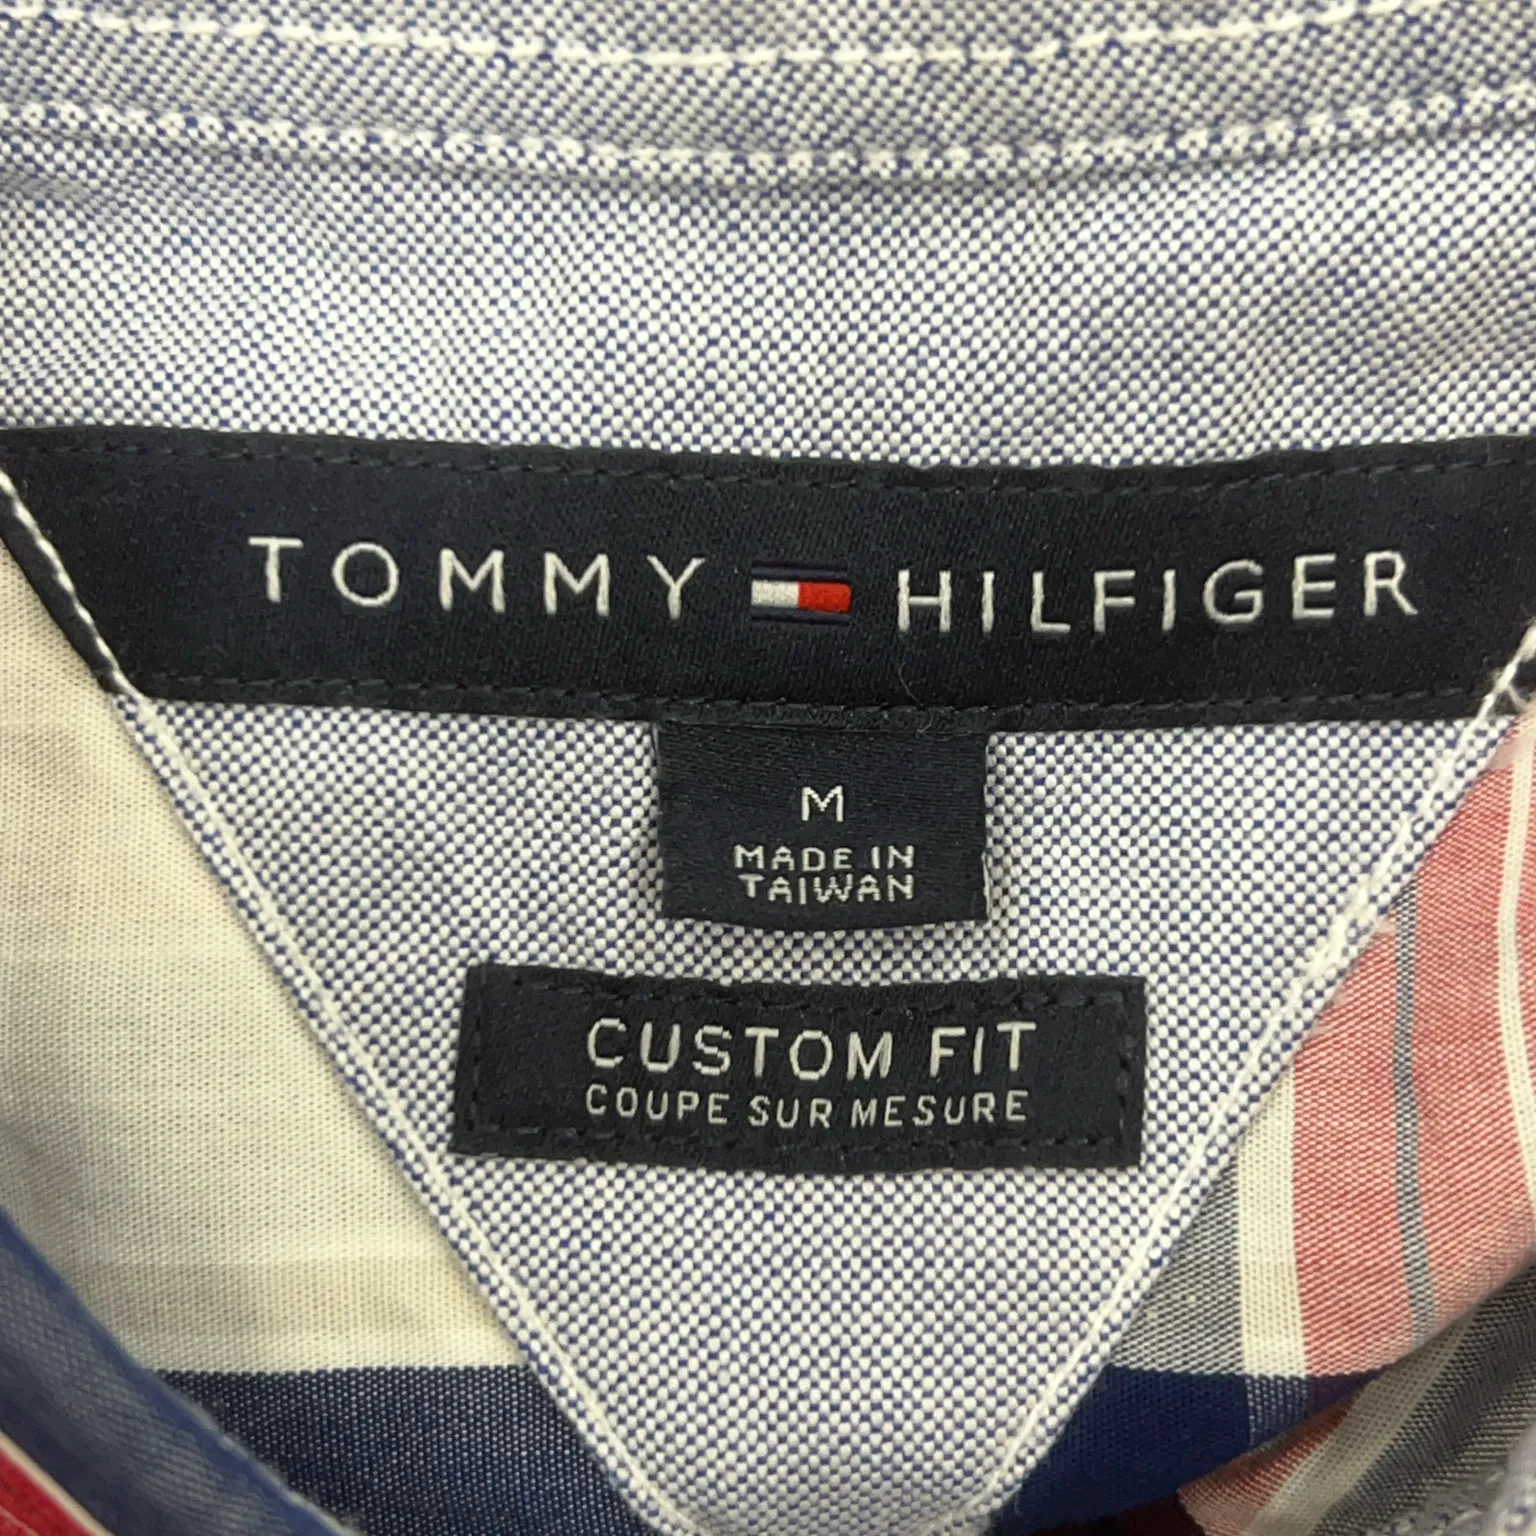 TOMMY HILFIGER
M
MADE IN
TAIWAN
CUSTOM FIT
COUPE SUR MESURE